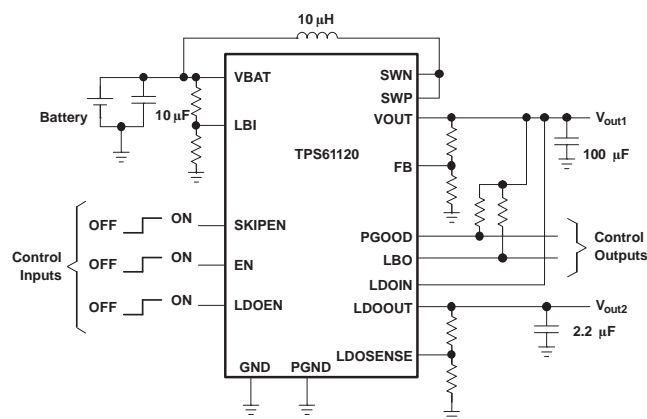 10 μH
VBAT
SWN
SWP
Battery
10 μF
LBI
VOUT
Vout1
TPS61120
100 μF
FB
OFF ON SKIPEN
PGOOD
Control
Outputs
Control
Inputs
OFF ON EN
LBO
LDOIN
OFF ON LDOEN
LDOOUT
Vout2
2.2 μF
LDOSENSE
GND PGND